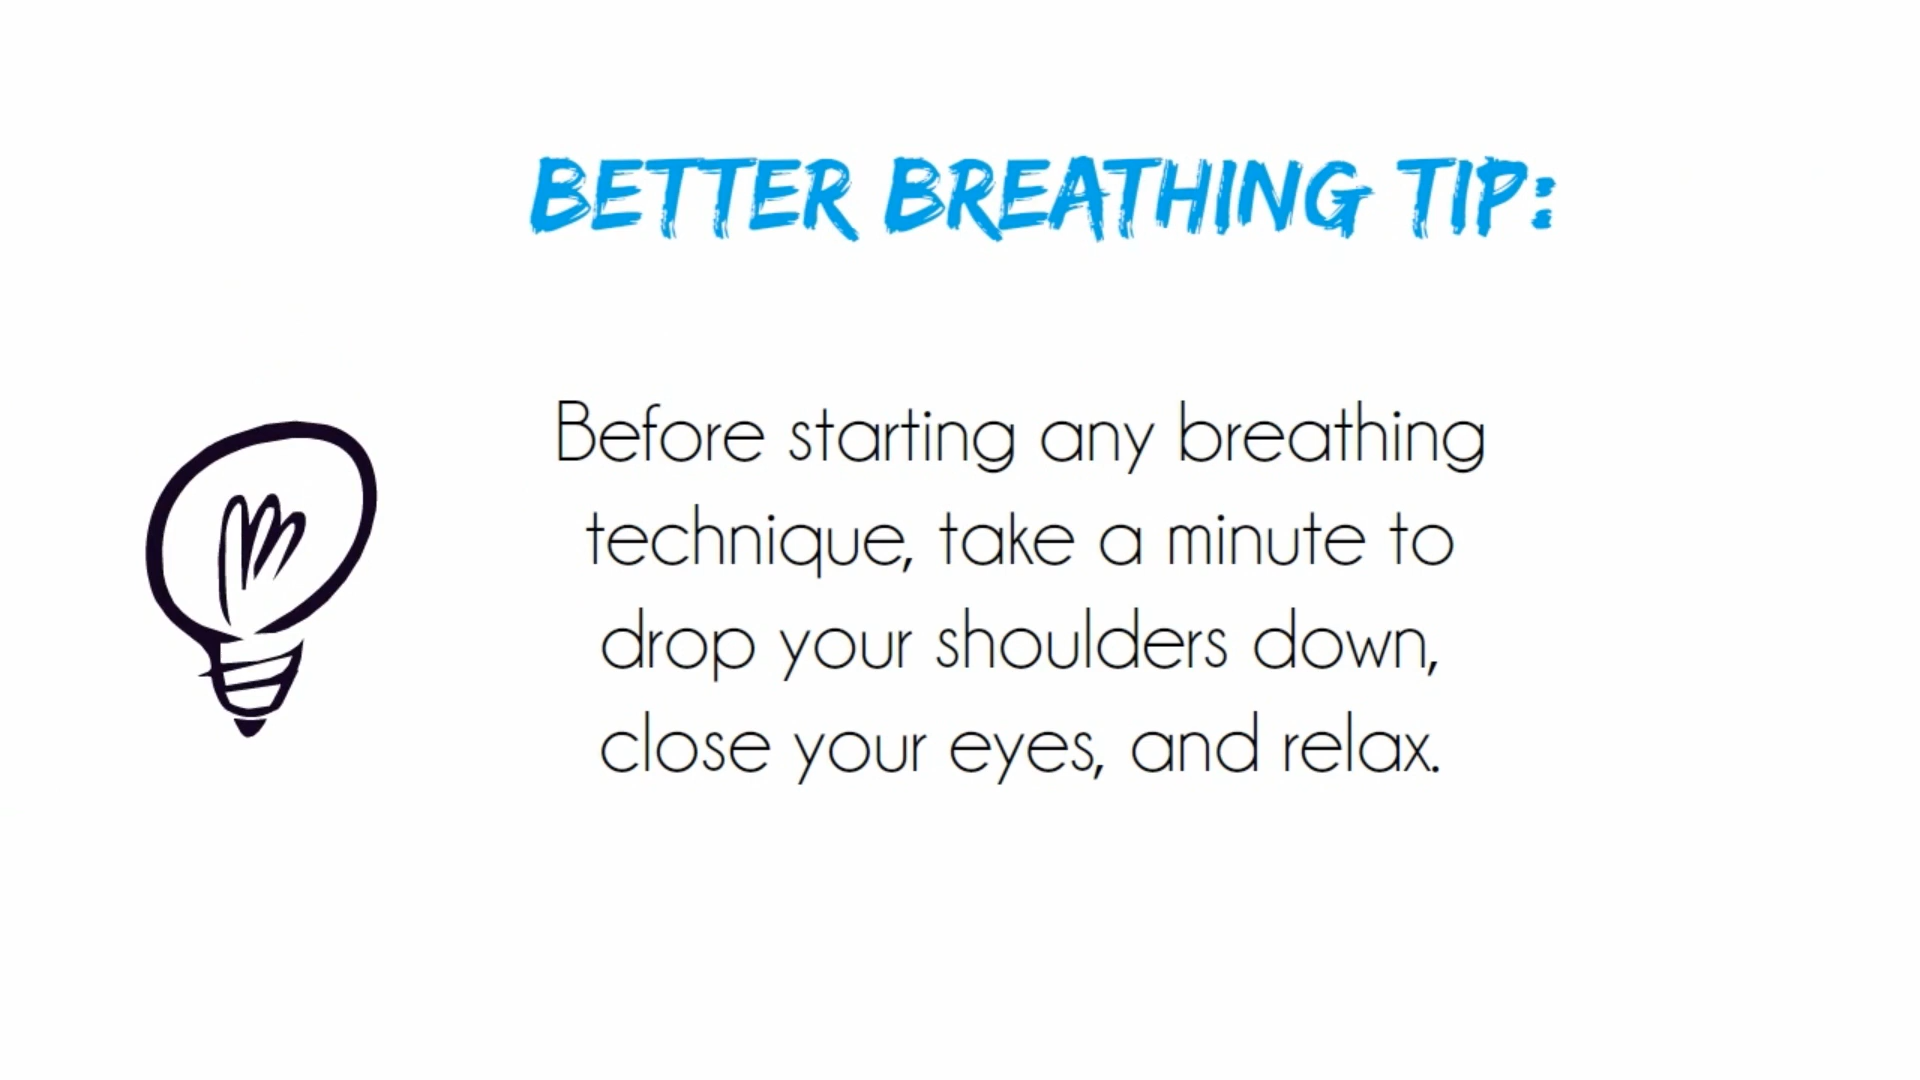 BETTER BREATHING TIP:
Before starting any breathing
technique, take a minute to
drop your shoulders down,
close your eyes, and relax.